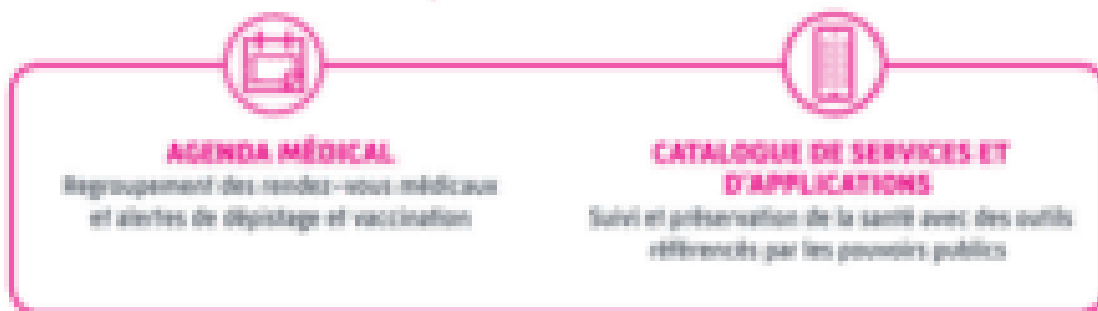 AGENDA MÉDICAL
Regroupement des rendez-vous médicaux
et alertes de dépistage et vaccination
CATALOGUE DE SERVICES ET
D'APPLICATIONS
Suivi et préservation de la santé avec des outils
référencés par les pouvoirs publics